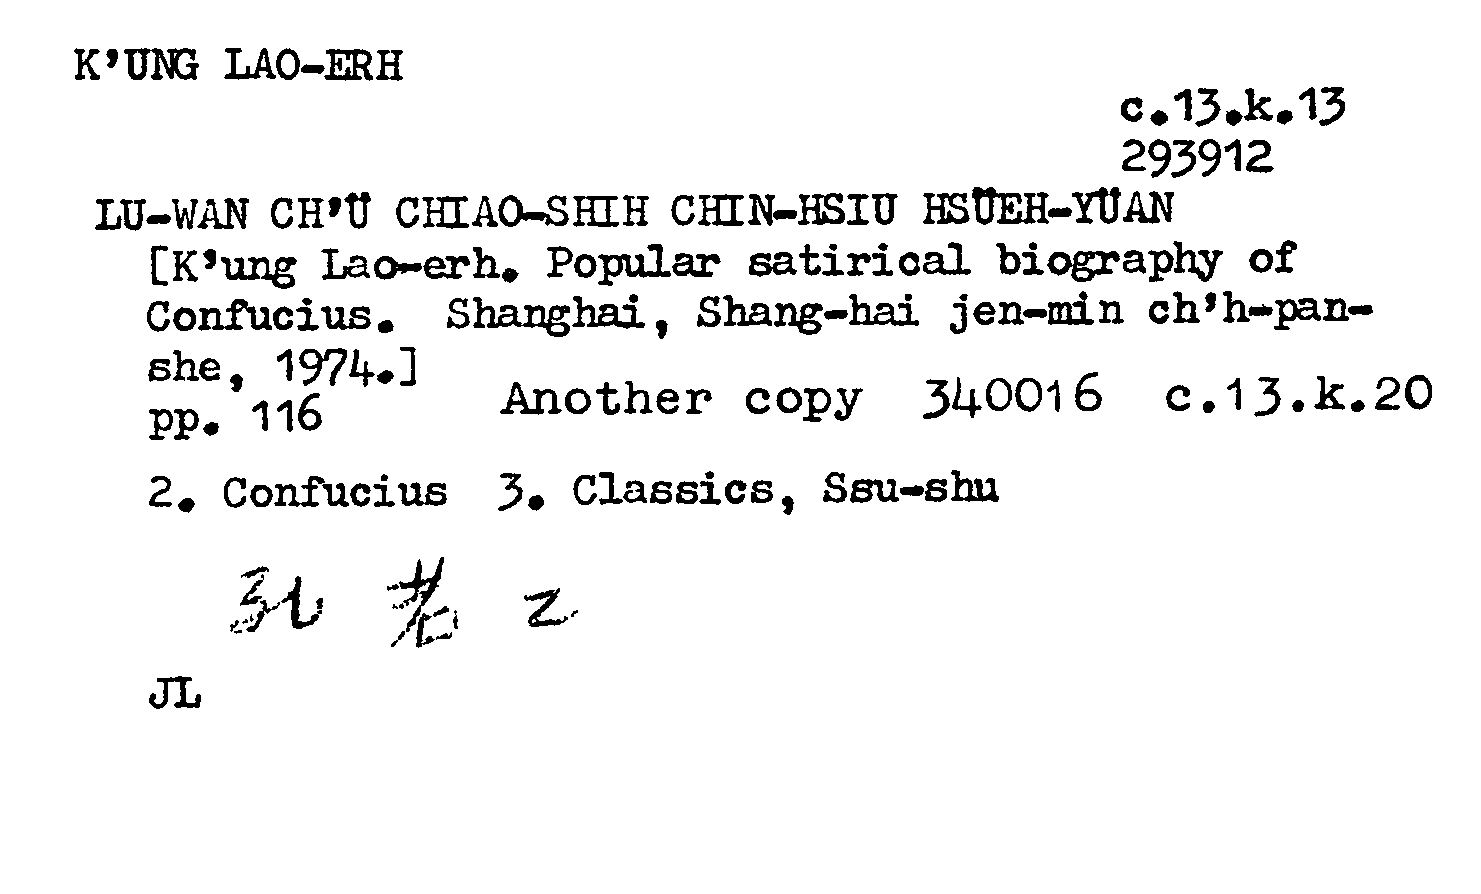 K'UNG LAO-ERH
c.13.k.13
293912
LU-WAN CH'Ü CHIAO-SHIH CHIN-HSIU HSÜEH-YÜAN
[K'ung Lao-erh. Popular satirical biography of
Confucius. Shanghai, Shang-hai jen-min ch'h-pan-
she, 1974.]
pp. 116 Another copy 340016 c.13.k.20
2. Confucius 3. Classics, Ssu-shu
孔 老 二
JL